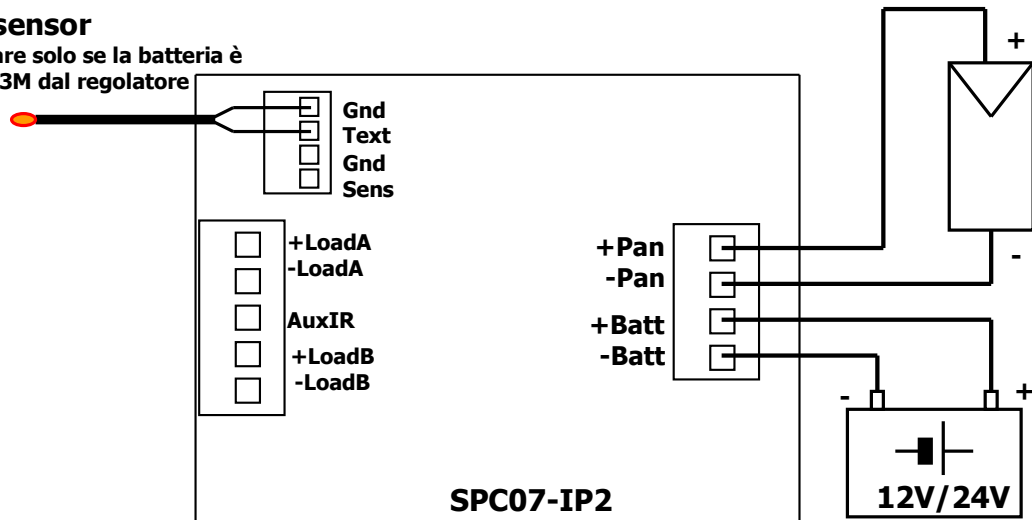 sensor
are solo se la batteria è
3M dal regolatore
Gnd
Text
Gnd
Sens
+LoadA
-LoadA
AuxIR
+LoadB
-LoadB
+Pan
-Pan
+Batt
-Batt
+
-
-
+
12V/24V
SPC07-IP2